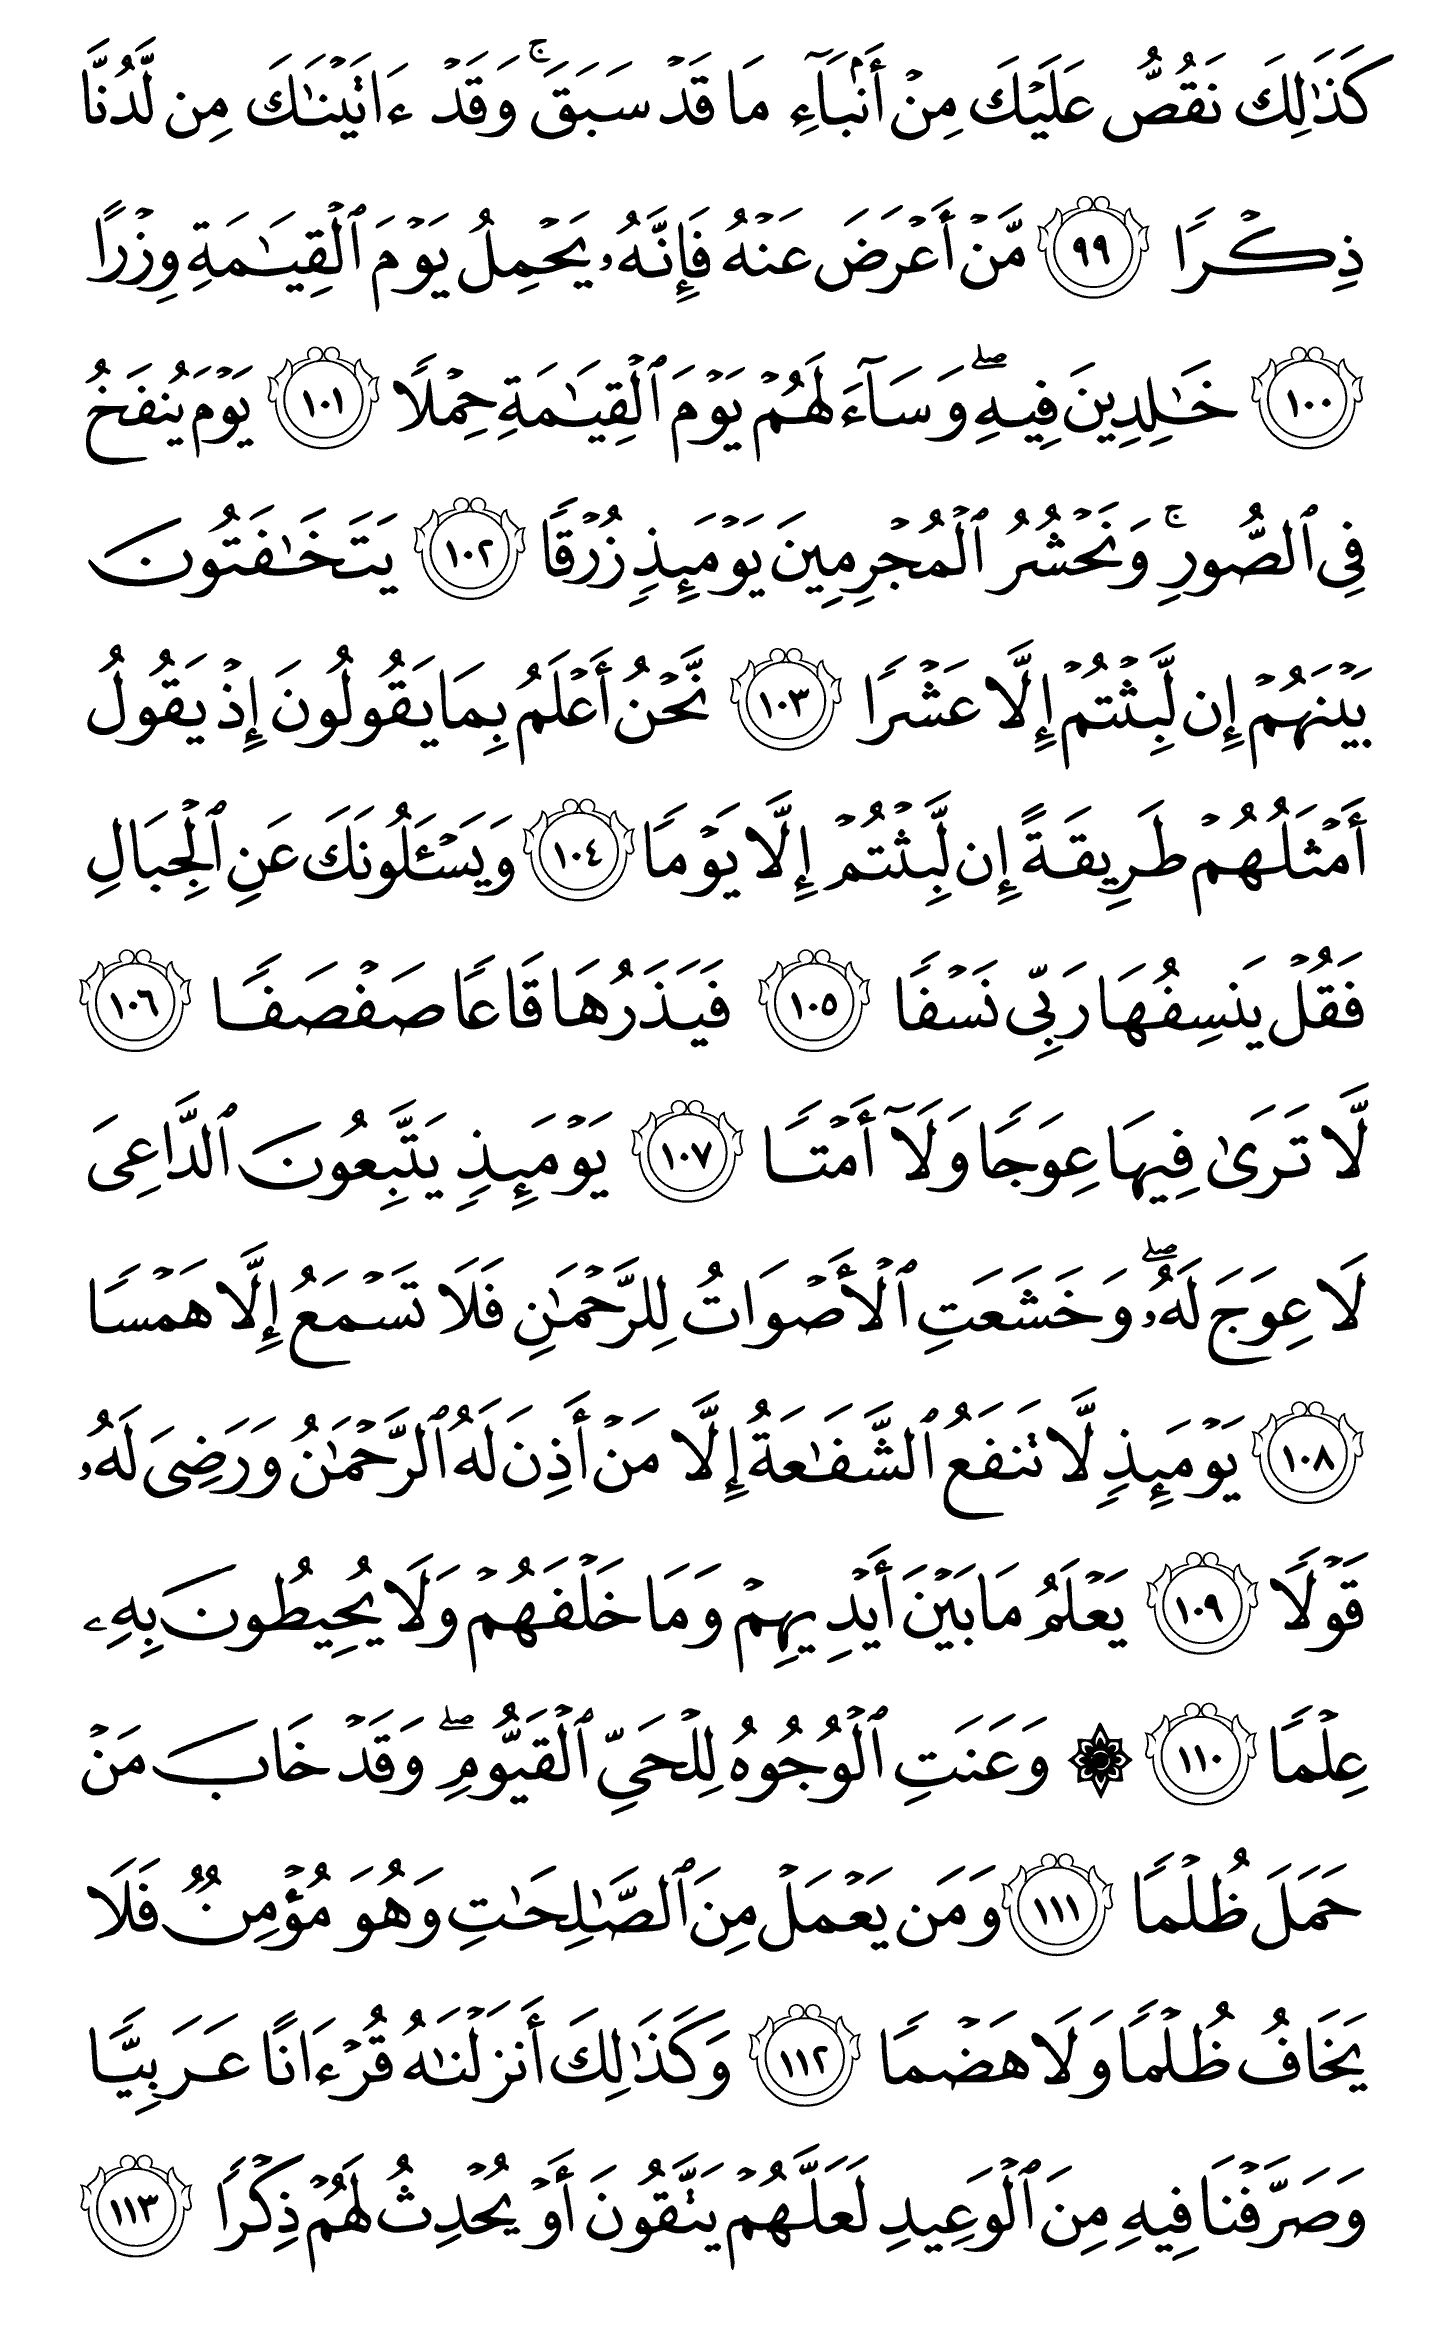 كَذَٰلِكَ نَقُصُّ عَلَيۡكَ مِنۡ أَنۢبَآءِ مَا قَدۡ سَبَقَۚ وَقَدۡ ءَاتَيۡنَٰكَ مِن لَّدُنَّا
ذِكۡرٗا ٩٩ مَّنۡ أَعۡرَضَ عَنۡهُ فَإِنَّهُۥ يَحۡمِلُ يَوۡمَ ٱلۡقِيَٰمَةِ وِزۡرًا
١٠٠ خَٰلِدِينَ فِيهِۖ وَسَآءَ لَهُمۡ يَوۡمَ ٱلۡقِيَٰمَةِ حِمۡلٗا ١٠١ يَوۡمَ يُنفَخُ
فِي ٱلصُّورِۚ وَنَحۡشُرُ ٱلۡمُجۡرِمِينَ يَوۡمَئِذٖ زُرۡقٗا ١٠٢ يَتَخَٰفَتُونَ
بَيۡنَهُمۡ إِن لَّبِثۡتُمۡ إِلَّا عَشۡرٗا ١٠٣ نَّحۡنُ أَعۡلَمُ بِمَا يَقُولُونَ إِذۡ يَقُولُ
أَمۡثَلُهُمۡ طَرِيقَةً إِن لَّبِثۡتُمۡ إِلَّا يَوۡمٗا ١٠٤ وَيَسۡـَٔلُونَكَ عَنِ ٱلۡجِبَالِ
فَقُلۡ يَنسِفُهَا رَبِّي نَسۡفٗا ١٠٥ فَيَذَرُهَا قَاعٗا صَفۡصَفٗا ١٠٦
لَّا تَرَىٰ فِيهَا عِوَجٗا وَلَآ أَمۡتٗا ١٠٧ يَوۡمَئِذٖ يَتَّبِعُونَ ٱلدَّاعِيَ
لَا عِوَجَ لَهُۥۖ وَخَشَعَتِ ٱلۡأَصۡوَاتُ لِلرَّحۡمَٰنِ فَلَا تَسۡمَعُ إِلَّا هَمۡسٗا
١٠٨ يَوۡمَئِذٖ لَّا تَنفَعُ ٱلشَّفَٰعَةُ إِلَّا مَنۡ أَذِنَ لَهُ ٱلرَّحۡمَٰنُ وَرَضِيَ لَهُۥ
قَوۡلٗا ١٠٩ يَعۡلَمُ مَا بَيۡنَ أَيۡدِيهِمۡ وَمَا خَلۡفَهُمۡ وَلَا يُحِيطُونَ بِهِۦ
عِلۡمٗا ١١٠ ۞ وَعَنَتِ ٱلۡوُجُوهُ لِلۡحَيِّ ٱلۡقَيُّومِۖ وَقَدۡ خَابَ مَنۡ
حَمَلَ ظُلۡمٗا ١١١ وَمَن يَعۡمَلۡ مِنَ ٱلصَّٰلِحَٰتِ وَهُوَ مُؤۡمِنٞ فَلَا
يَخَافُ ظُلۡمٗا وَلَا هَضۡمٗا ١١٢ وَكَذَٰلِكَ أَنزَلۡنَٰهُ قُرۡءَانًا عَرَبِيّٗا
وَصَرَّفۡنَا فِيهِ مِنَ ٱلۡوَعِيدِ لَعَلَّهُمۡ يَتَّقُونَ أَوۡ يُحۡدِثُ لَهُمۡ ذِكۡرٗا ١١٣